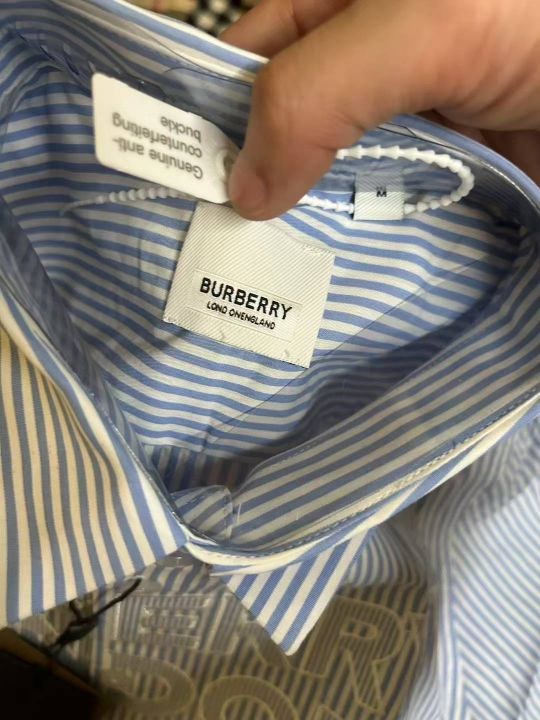 Genuine anti-
counterfeiting
buckle
M
BURBERRY
LOND ONENGLAND